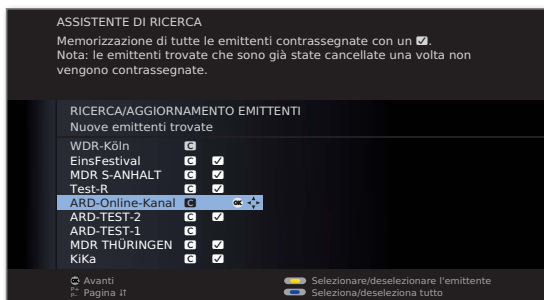 ASSISTENTE DI RICERCA
Memorizzazione di tutte le emittenti contrassegnate con un ☑.
Nota: le emittenti trovate che sono già state cancellate una volta non
vengono contrassegnate.
RICERCA/AGGIORNAMENTO EMITTENTI
Nuove emittenti trovate
WDR-Köln C
EinsFestival C ✓
MDR S-ANHALT C ✓
Test-R C ✓
ARD-Online-Kanal C OK
ARD-TEST-2 C ✓
ARD-TEST-1 C
MDR THÜRINGEN C ✓
KiKa C ✓
OK Avanti
P+ P- Pagina ↓↑
Selezionare/deselezionare l'emittente
Seleziona/deseleziona tutto